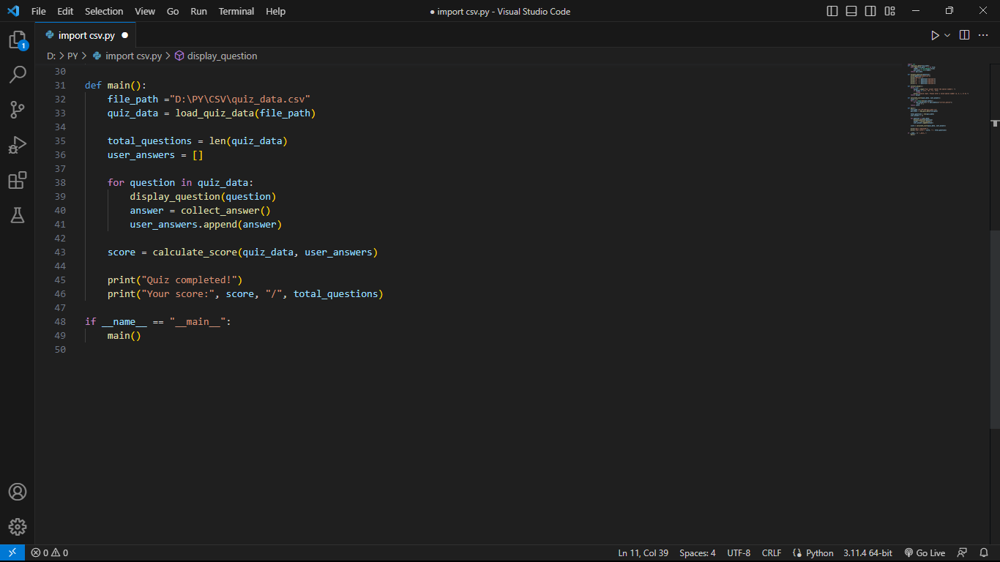 File Edit Selection View Go Run Terminal Help
● import csv.py - Visual Studio Code
import csv.py ●
1
D: > PY > import csv.py > display_question
30
31 def main():
32     file_path ="D:\PY\CSV\quiz_data.csv"
33     quiz_data = load_quiz_data(file_path)
34
35     total_questions = len(quiz_data)
36     user_answers = []
37
38     for question in quiz_data:
39         display_question(question)
40         answer = collect_answer()
41         user_answers.append(answer)
42
43     score = calculate_score(quiz_data, user_answers)
44
45     print("Quiz completed!")
46     print("Your score:", score, "/", total_questions)
47
48 if __name__ == "__main__":
49     main()
50
0 0 Ln 11, Col 39 Spaces: 4 UTF-8 CRLF Python 3.11.4 64-bit Go Live